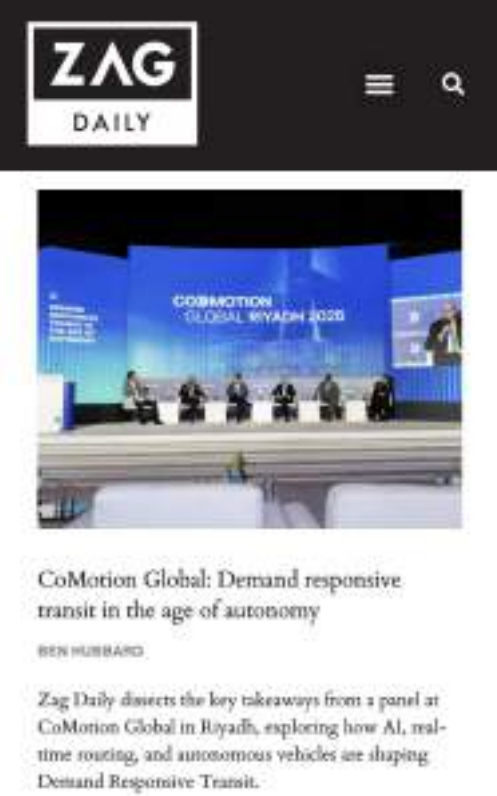 ZAG
DAILY
COMOTION
GLOBAL RIYADH 2025
CoMotion Global: Demand responsive
transit in the age of autonomy
BEN HUBBARD
Zag Daily dissects the key takeaways from a panel at
CoMotion Global in Riyadh, exploring how AI, real-
time routing, and autonomous vehicles are shaping
Demand Responsive Transit.